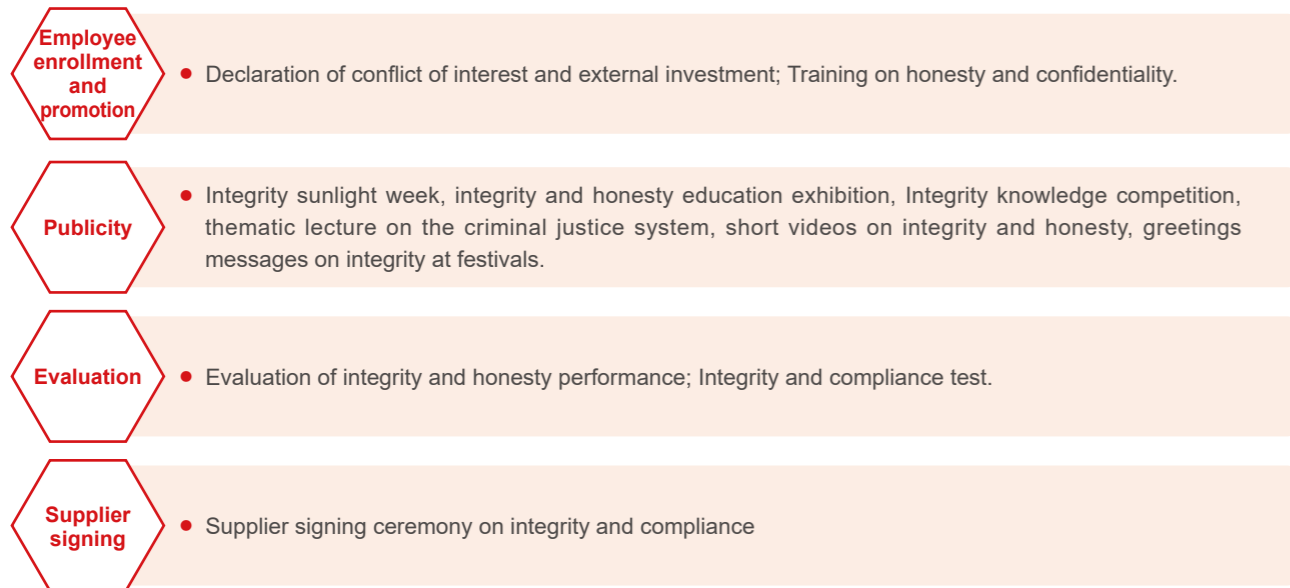 Employee
enrollment
and
promotion
● Declaration of conflict of interest and external investment; Training on honesty and confidentiality.
Publicity
● Integrity sunlight week, integrity and honesty education exhibition, Integrity knowledge competition,
thematic lecture on the criminal justice system, short videos on integrity and honesty, greetings
messages on integrity at festivals.
Evaluation
● Evaluation of integrity and honesty performance; Integrity and compliance test.
Supplier
signing
● Supplier signing ceremony on integrity and compliance